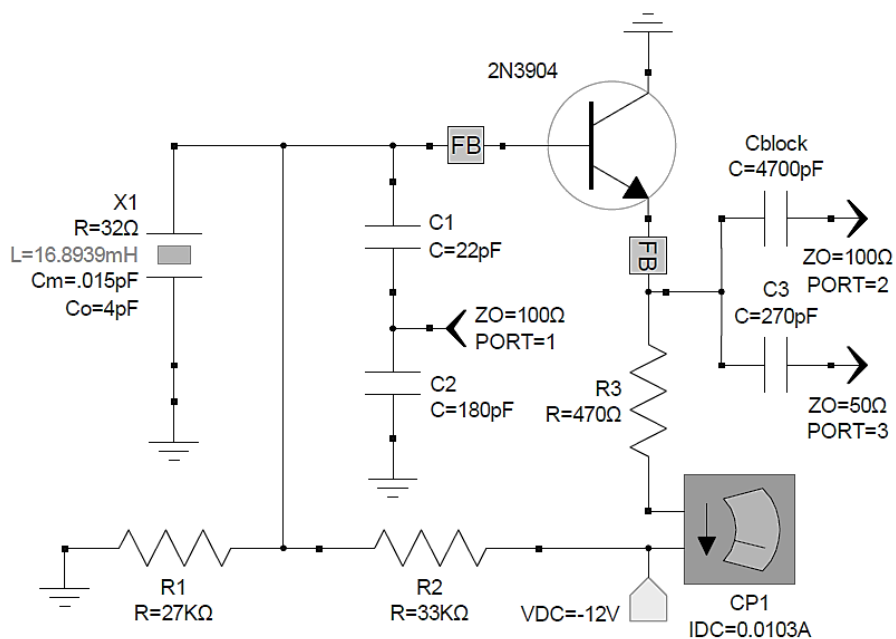 2N3904
FB
Cblock
C=4700pF
X1
R=32Ω
L=16.8939mH
Cm=.015pF
Co=4pF
C1
C=22pF
FB
ZO=100Ω
PORT=2
ZO=100Ω
PORT=1
C3
C=270pF
C2
C=180pF
R3
R=470Ω
ZO=50Ω
PORT=3
R1
R=27KΩ
R2
R=33KΩ
VDC=-12V
CP1
IDC=0.0103A